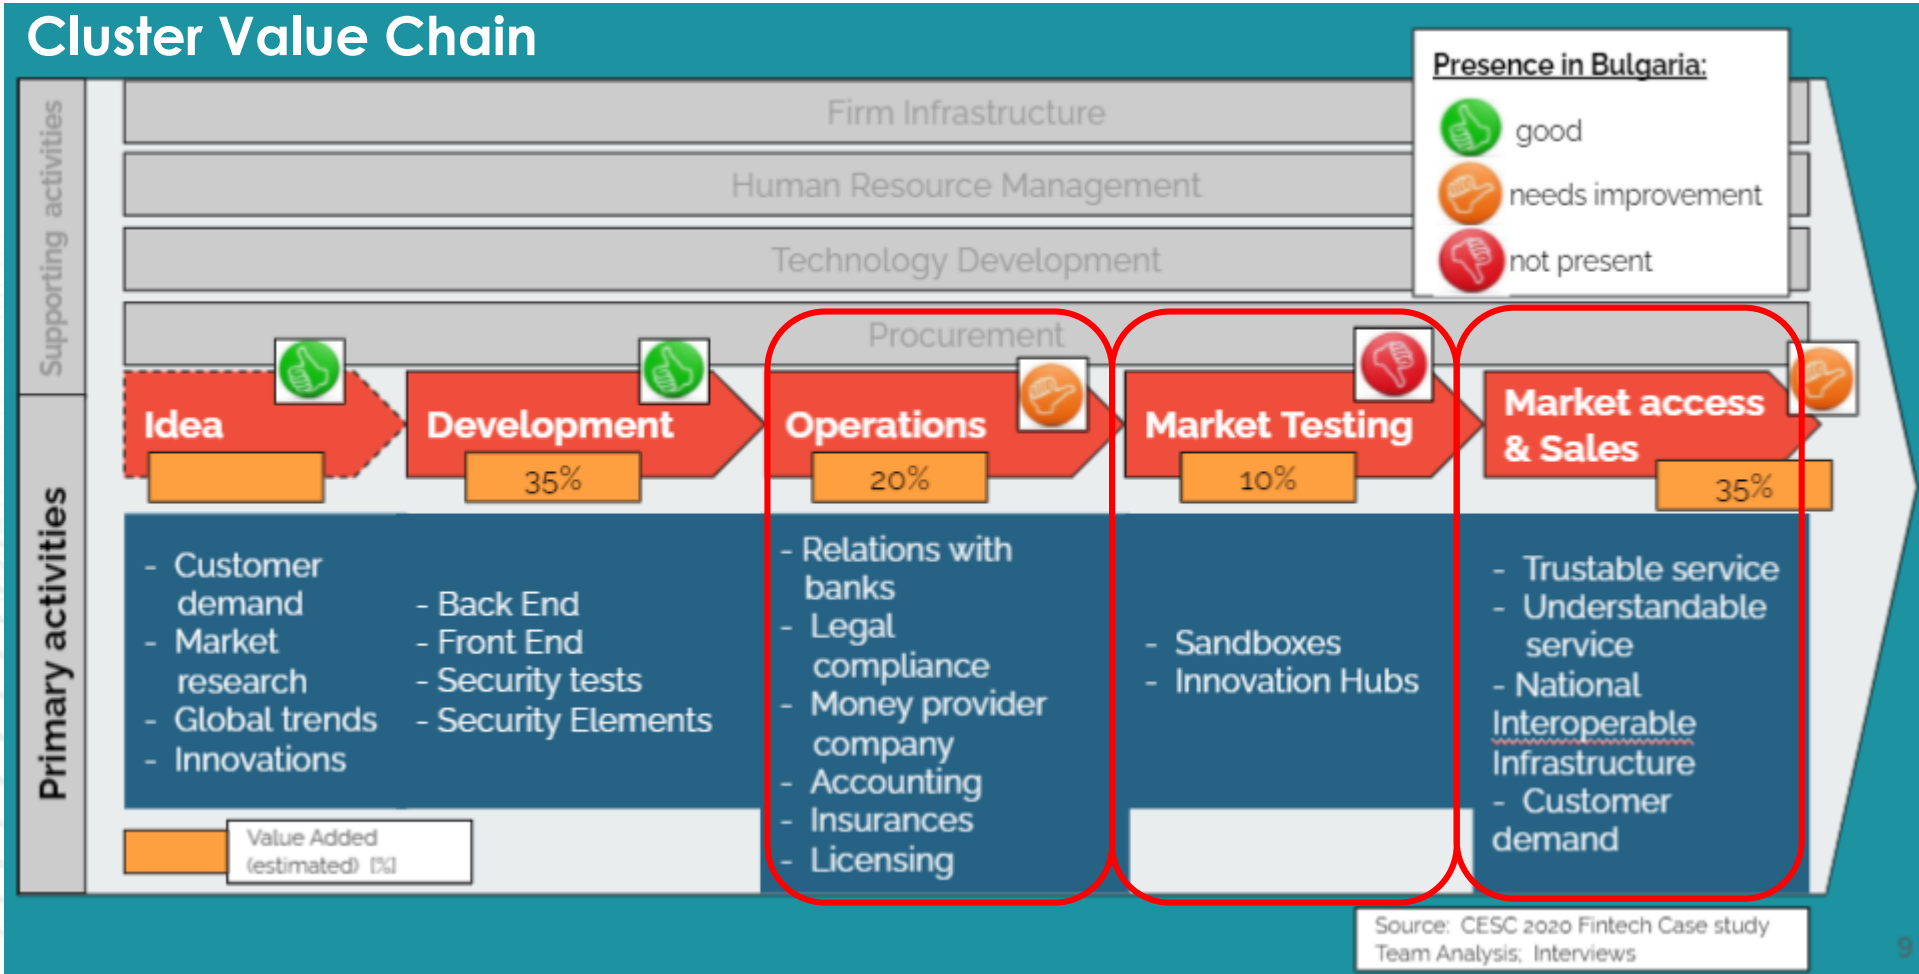 Cluster Value Chain
Presence in Bulgaria:
good
needs improvement
not present
Supporting activities
Firm Infrastructure
Human Resource Management
Technology Development
Procurement
Primary activities
Idea
Development
35%
Operations
20%
Market Testing
10%
Market access
& Sales
35%
- Customer
demand
- Market
research
- Global trends
- Innovations
- Back End
- Front End
- Security tests
- Security Elements
- Relations with
banks
- Legal
compliance
- Money provider
company
- Accounting
- Insurances
- Licensing
- Sandboxes
- Innovation Hubs
- Trustable service
- Understandable
service
- National
Interoperable
Infrastructure
- Customer
demand
Value Added
(estimated) [%]
Source: CESC 2020 Fintech Case study
Team Analysis; Interviews
9